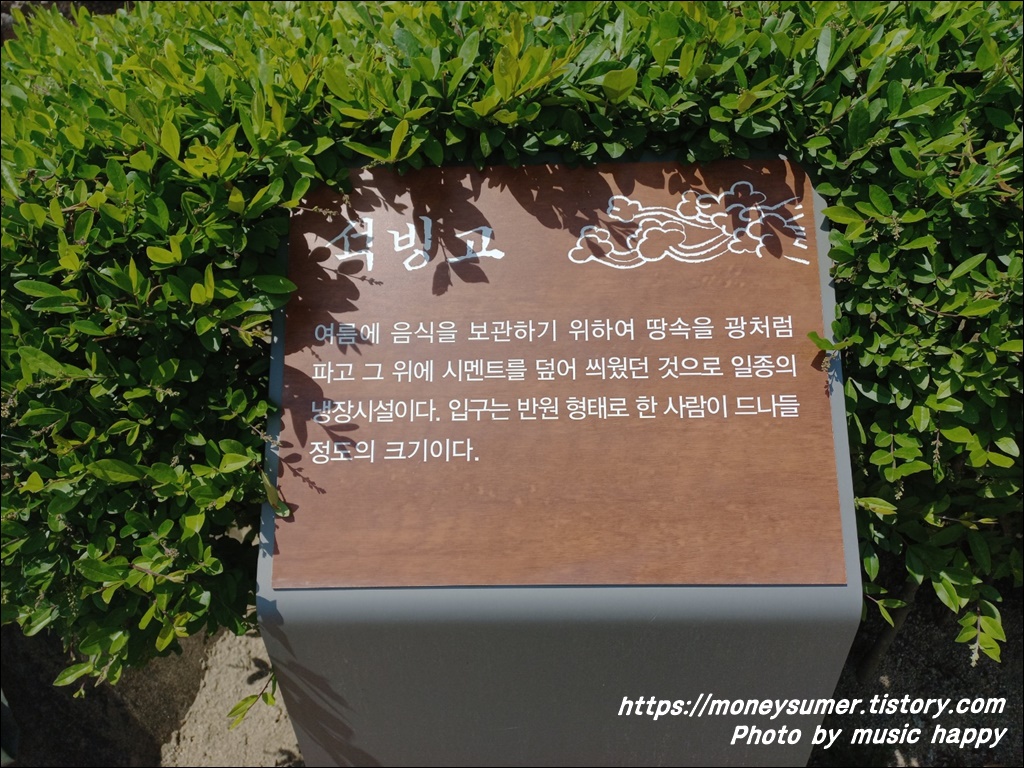 석빙고
여름에 음식을 보관하기 위하여 땅속을 광처럼
파고 그 위에 시멘트를 덮어 씌웠던 것으로 일종의
냉장시설이다. 입구는 반원 형태로 한 사람이 드나들
정도의 크기이다.
https://moneysumer.tistory.com
Photo by music happy